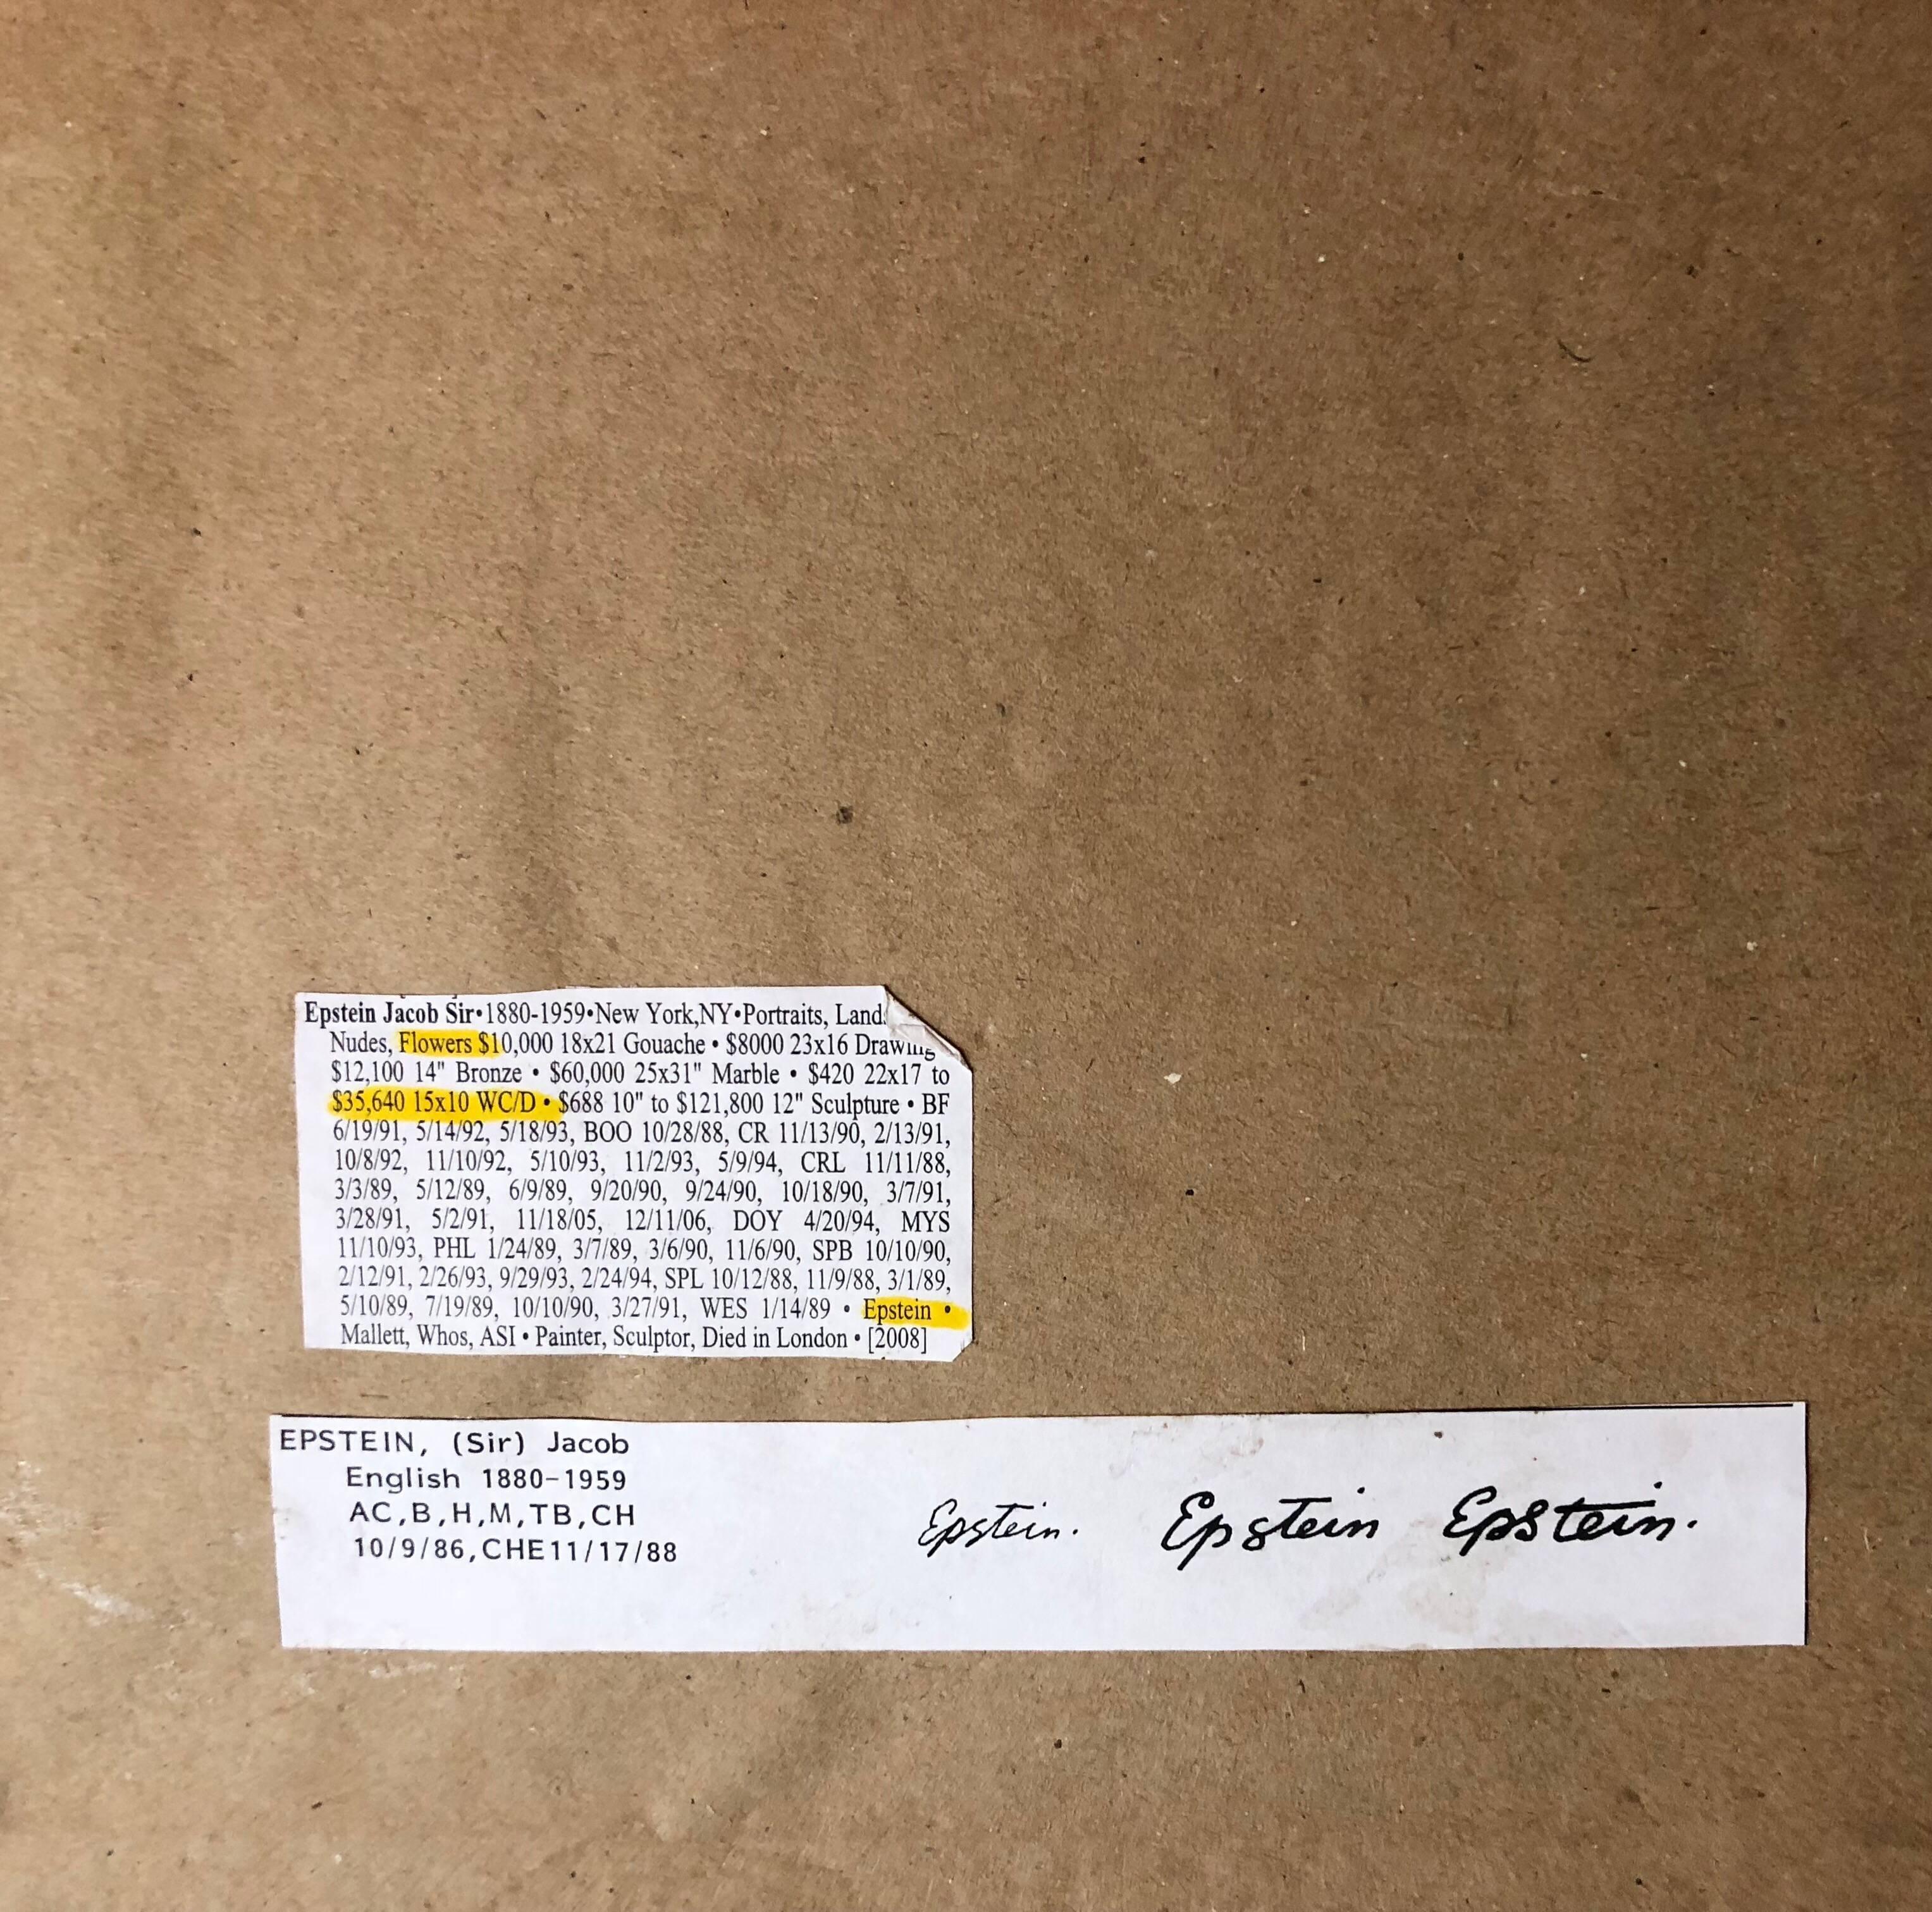 Epstein Jacob Sir•1880-1959•New York,NY•Portraits,
Nudes, Flowers $10,000 18x21 Gouache • $8000 23x16 Drawing
$12,100 14" Bronze • $60,000 25x31" Marble • $420 22x17 to
$35,640 15x10 WC/D • $688 10" to $121,800 12" Sculpture • BF
6/19/91, 5/14/92, 5/18/93, BOO 10/28/88, CR 11/13/90, 2/13/91,
10/8/92, 11/10/92, 5/10/93, 11/2/93, 5/9/94, CRL 11/11/88,
3/3/89, 5/12/89, 6/9/89, 9/20/90, 9/24/90, 10/18/90, 3/7/91,
3/28/91, 5/2/91, 11/18/05, 12/11/06, DOY 4/20/94, MYS
11/10/93, PHL 1/24/89, 3/7/89, 3/6/90, 11/6/90, SPB 10/10/90,
2/12/91, 2/26/93, 9/29/93, 2/24/94, SPL 10/12/88, 11/9/88, 3/1/89,
5/10/89, 7/19/89, 10/10/90, 3/27/91, WES 1/14/89 • Epstein •
Mallett, Whos, ASI • Painter, Sculptor, Died in London • [2008]
EPSTEIN, (Sir) Jacob
English 1880-1959
AC,B,H,M,TB,CH
10/9/86,CHE11/17/88
Epstein. Epstein Epstein.